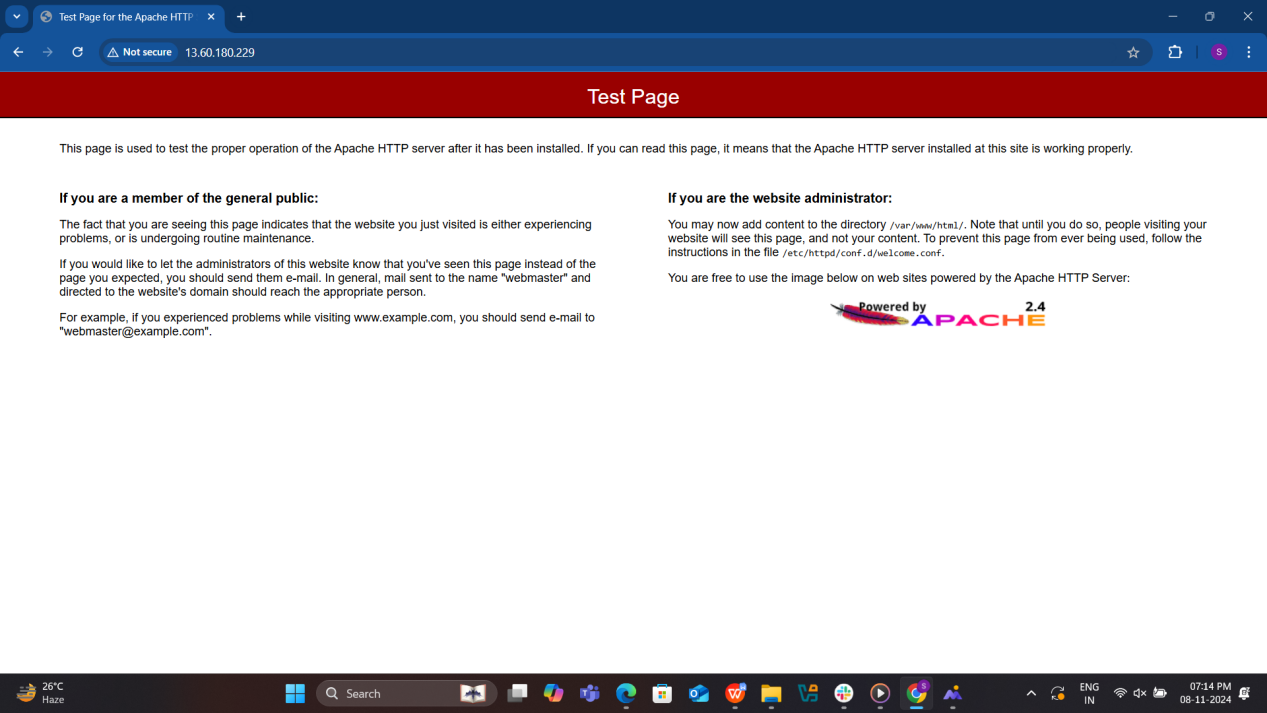 Test Page for the Apache HTTP
Not secure
13.60.180.229
S
Test Page
This page is used to test the proper operation of the Apache HTTP server after it has been installed. If you can read this page, it means that the Apache HTTP server installed at this site is working properly.
If you are a member of the general public:
The fact that you are seeing this page indicates that the website you just visited is either experiencing
problems, or is undergoing routine maintenance.
If you would like to let the administrators of this website know that you've seen this page instead of the
page you expected, you should send them e-mail. In general, mail sent to the name "webmaster" and
directed to the website's domain should reach the appropriate person.
For example, if you experienced problems while visiting www.example.com, you should send e-mail to
"webmaster@example.com".
If you are the website administrator:
You may now add content to the directory /var/www/html/. Note that until you do so, people visiting your
website will see this page, and not your content. To prevent this page from ever being used, follow the
instructions in the file /etc/httpd/conf.d/welcome.conf.
You are free to use the image below on web sites powered by the Apache HTTP Server:
Powered by 2.4
APACHE
26°C
Haze
Search
ENG
IN
07:14 PM
08-11-2024